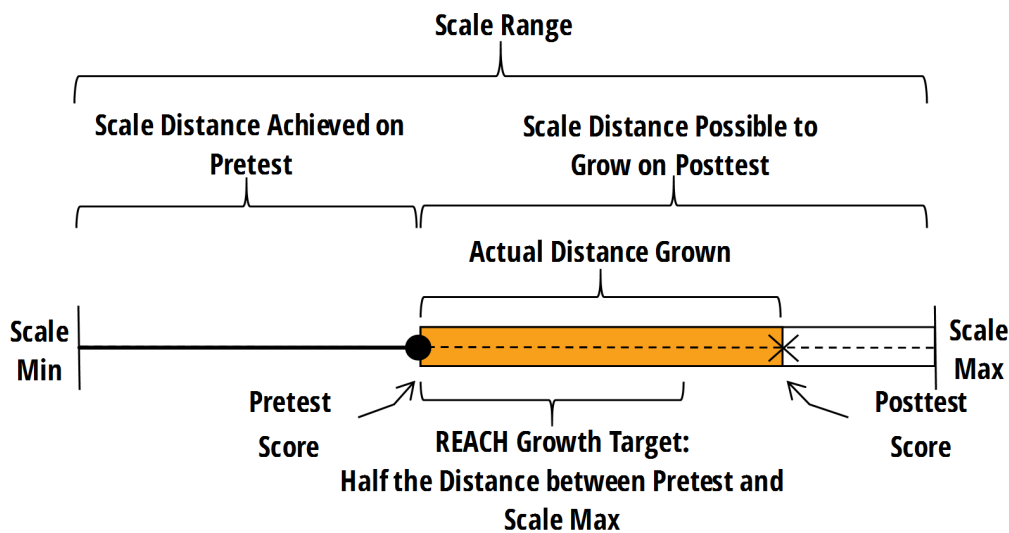 Scale Range
Scale Distance Achieved on
Pretest
Scale Distance Possible to
Grow on Posttest
Actual Distance Grown
Scale
Min
Scale
Max
Pretest
Score
Posttest
Score
REACH Growth Target:
Half the Distance between Pretest and
Scale Max